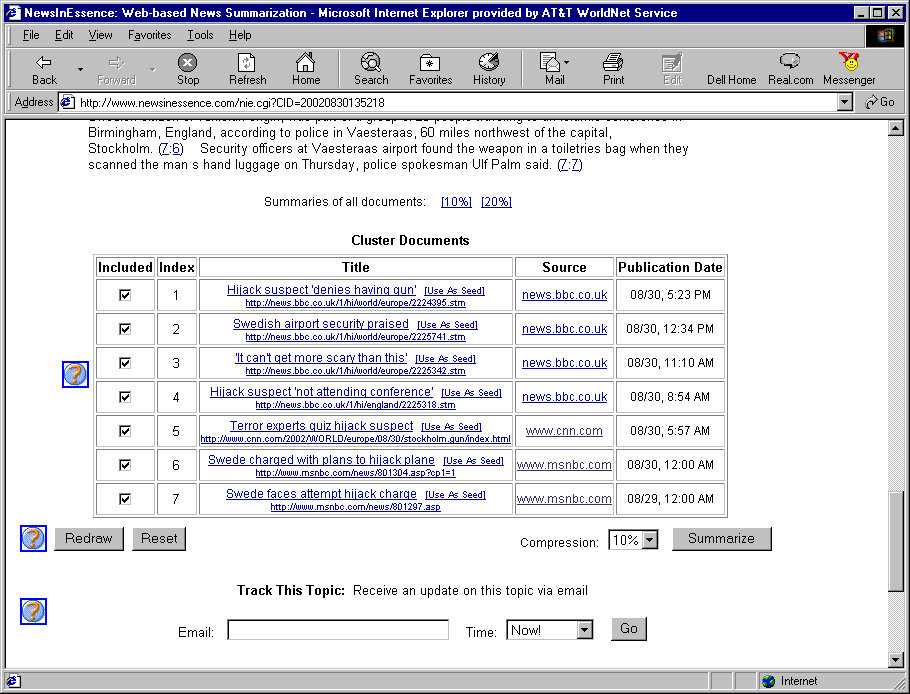 NewsInEssence: Web-based News Summarization - Microsoft Internet Explorer provided by AT&T WorldNet Service
File Edit View Favorites Tools Help
Back Forward Stop Refresh Home Search Favorites History Mail Print Edit Dell Home Real.com Messenger
Address http://www.newsinessence.com/nie.cgi?CID=20020830135218 Go
Birmingham, England, according to police in Vaesteraas, 60 miles northwest of the capital,
Stockholm. (7:6) Security officers at Vaesteraas airport found the weapon in a toiletries bag when they
scanned the man s hand luggage on Thursday, police spokesman Ulf Palm said. (7:7)
Summaries of all documents: [10%] [20%]
Cluster Documents
Included Index Title Source Publication Date
1 Hijack suspect 'denies having gun' [Use As Seed] news.bbc.co.uk 08/30, 5:23 PM
http://news.bbc.co.uk/1/hi/world/europe/2224395.stm
2 Swedish airport security praised [Use As Seed] news.bbc.co.uk 08/30, 12:34 PM
http://news.bbc.co.uk/1/hi/world/europe/2225741.stm
3 'It can't get more scary than this' [Use As Seed] news.bbc.co.uk 08/30, 11:10 AM
http://news.bbc.co.uk/1/hi/world/europe/2225342.stm
4 Hijack suspect 'not attending conference' [Use As Seed] news.bbc.co.uk 08/30, 8:54 AM
http://news.bbc.co.uk/1/hi/england/2225318.stm
5 Terror experts quiz hijack suspect [Use As Seed] www.cnn.com 08/30, 5:57 AM
http://www.cnn.com/2002/WORLD/europe/08/30/stockholm.gun/index.html
6 Swede charged with plans to hijack plane [Use As Seed] www.msnbc.com 08/30, 12:00 AM
http://www.msnbc.com/news/801304.asp?cp1=1
7 Swede faces attempt hijack charge [Use As Seed] www.msnbc.com 08/29, 12:00 AM
http://www.msnbc.com/news/801297.asp
Redraw Reset Compression: 10% Summarize
Track This Topic: Receive an update on this topic via email
Email: Time: Now! Go
Internet